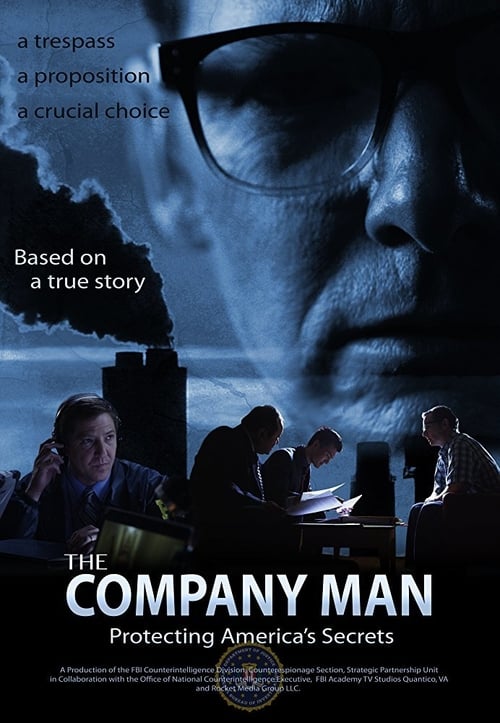 a trespass
a proposition
a crucial choice
Based on
a true story
THE
COMPANY MAN
Protecting America's Secrets
A Production of the FBI Counterintelligence Division, Counterespionage Section, Strategic Partnership Unit
in Collaboration with the Office of National Counterintelligence Executive, FBI Academy TV Studios Quantico, VA
and Rocket Media Group LLC.